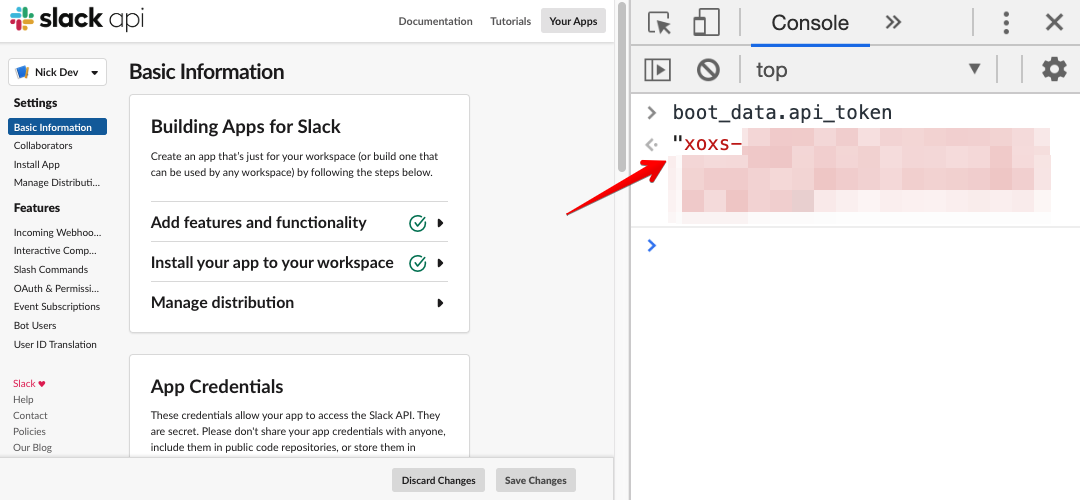 slack api
Documentation
Tutorials
Your Apps
Nick Dev
Settings
Basic Information
Collaborators
Install App
Manage Distributi...
Features
Incoming Webhoo...
Interactive Comp...
Slash Commands
OAuth & Permissi...
Event Subscriptions
Bot Users
User ID Translation
Slack ♥
Help
Contact
Policies
Our Blog
Basic Information
Building Apps for Slack
Create an app that's just for your workspace (or build one that
can be used by any workspace) by following the steps below.
Add features and functionality
Install your app to your workspace
Manage distribution
App Credentials
These credentials allow your app to access the Slack API. They
are secret. Please don't share your app credentials with anyone,
include them in public code repositories, or store them in
Discard Changes
Save Changes
Console
top
boot_data.api_token
"xoxs-